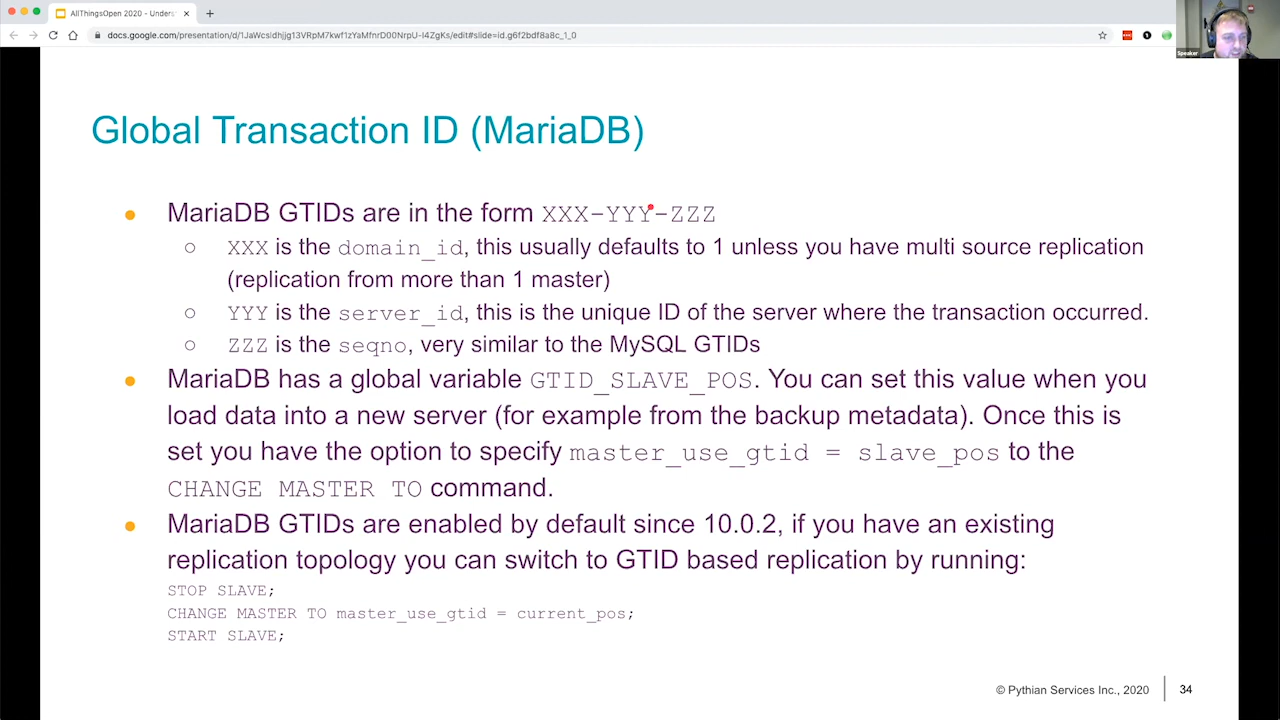 AllThingsOpen 2020 - Underst
docs.google.com/presentation/d/1JaWcsidhjjg13VRpM7kwf1zYaMfnrD00NrpU-I4ZgKs/edit#slide=id.g6f2bdf8a8c_1_0
Speaker
Global Transaction ID (MariaDB)
● MariaDB GTIDs are in the form XXX-YYY-ZZZ
○ XXX is the domain_id, this usually defaults to 1 unless you have multi source replication
(replication from more than 1 master)
○ YYY is the server_id, this is the unique ID of the server where the transaction occurred.
○ ZZZ is the seqno, very similar to the MySQL GTIDs
● MariaDB has a global variable GTID_SLAVE_POS. You can set this value when you
load data into a new server (for example from the backup metadata). Once this is
set you have the option to specify master_use_gtid = slave_pos to the
CHANGE MASTER TO command.
● MariaDB GTIDs are enabled by default since 10.0.2, if you have an existing
replication topology you can switch to GTID based replication by running:
STOP SLAVE;
CHANGE MASTER TO master_use_gtid = current_pos;
START SLAVE;
© Pythian Services Inc., 2020
34